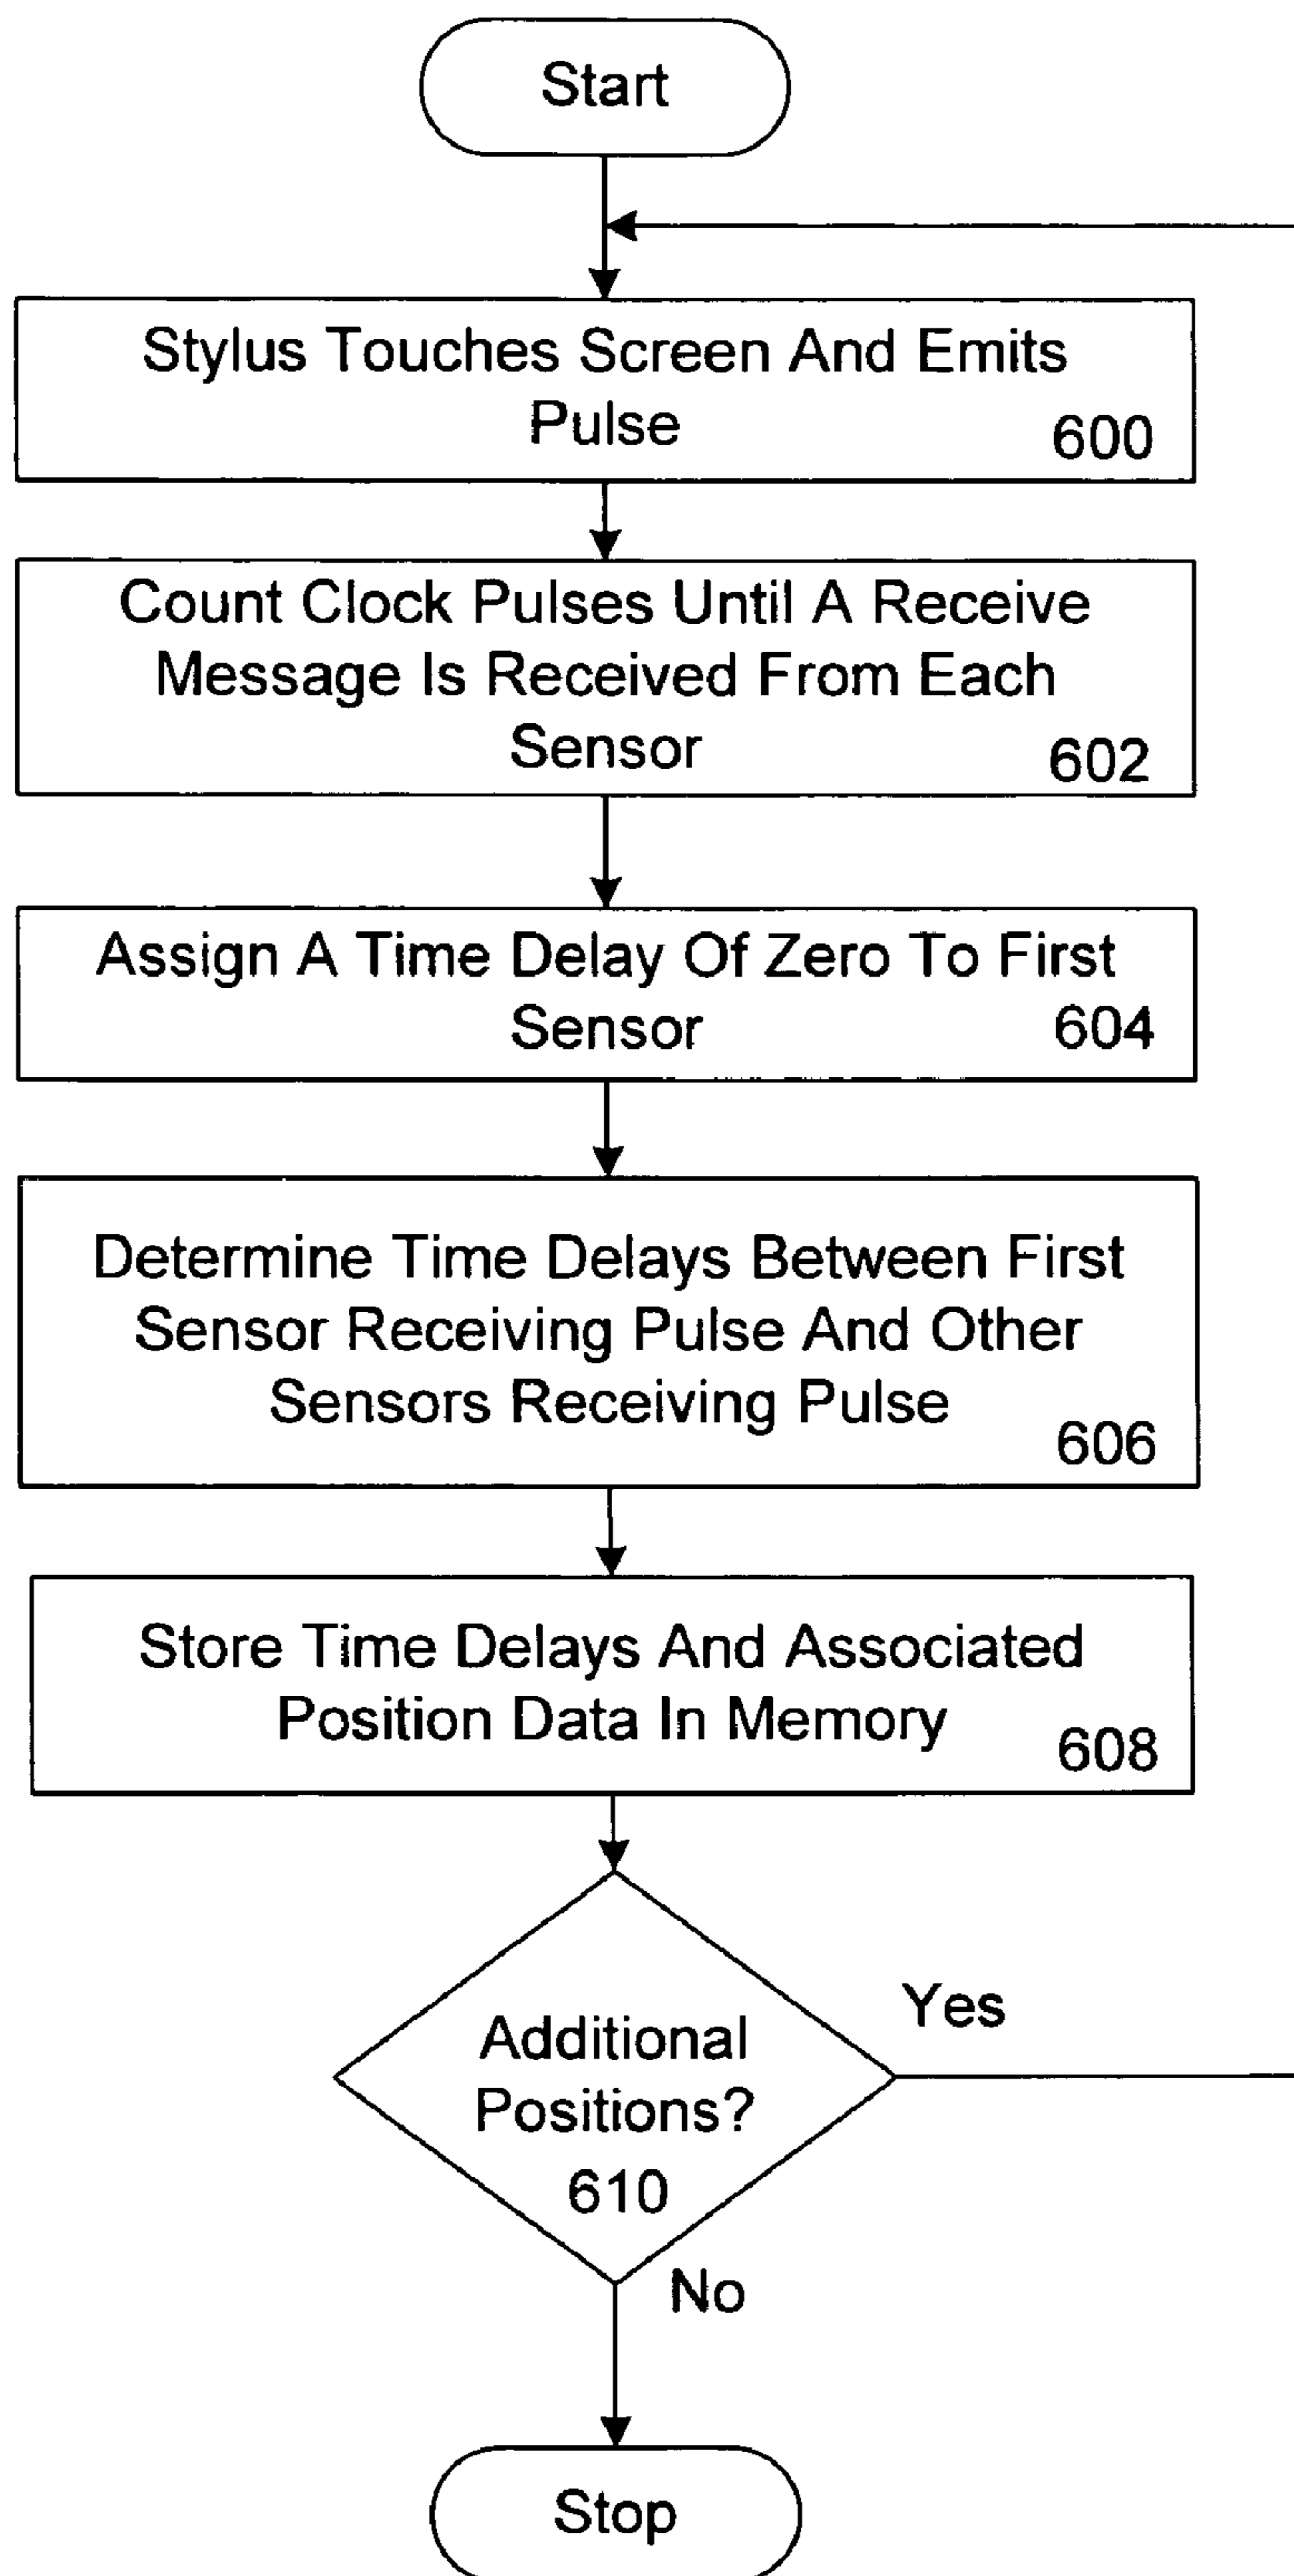 Start
Stylus Touches Screen And Emits
Pulse
600
Count Clock Pulses Until A Receive
Message Is Received From Each
Sensor
602
Assign A Time Delay Of Zero To First
Sensor
604
Determine Time Delays Between First
Sensor Receiving Pulse And Other
Sensors Receiving Pulse
606
Store Time Delays And Associated
Position Data In Memory
608
Additional
Positions?
610
Yes
No
Stop